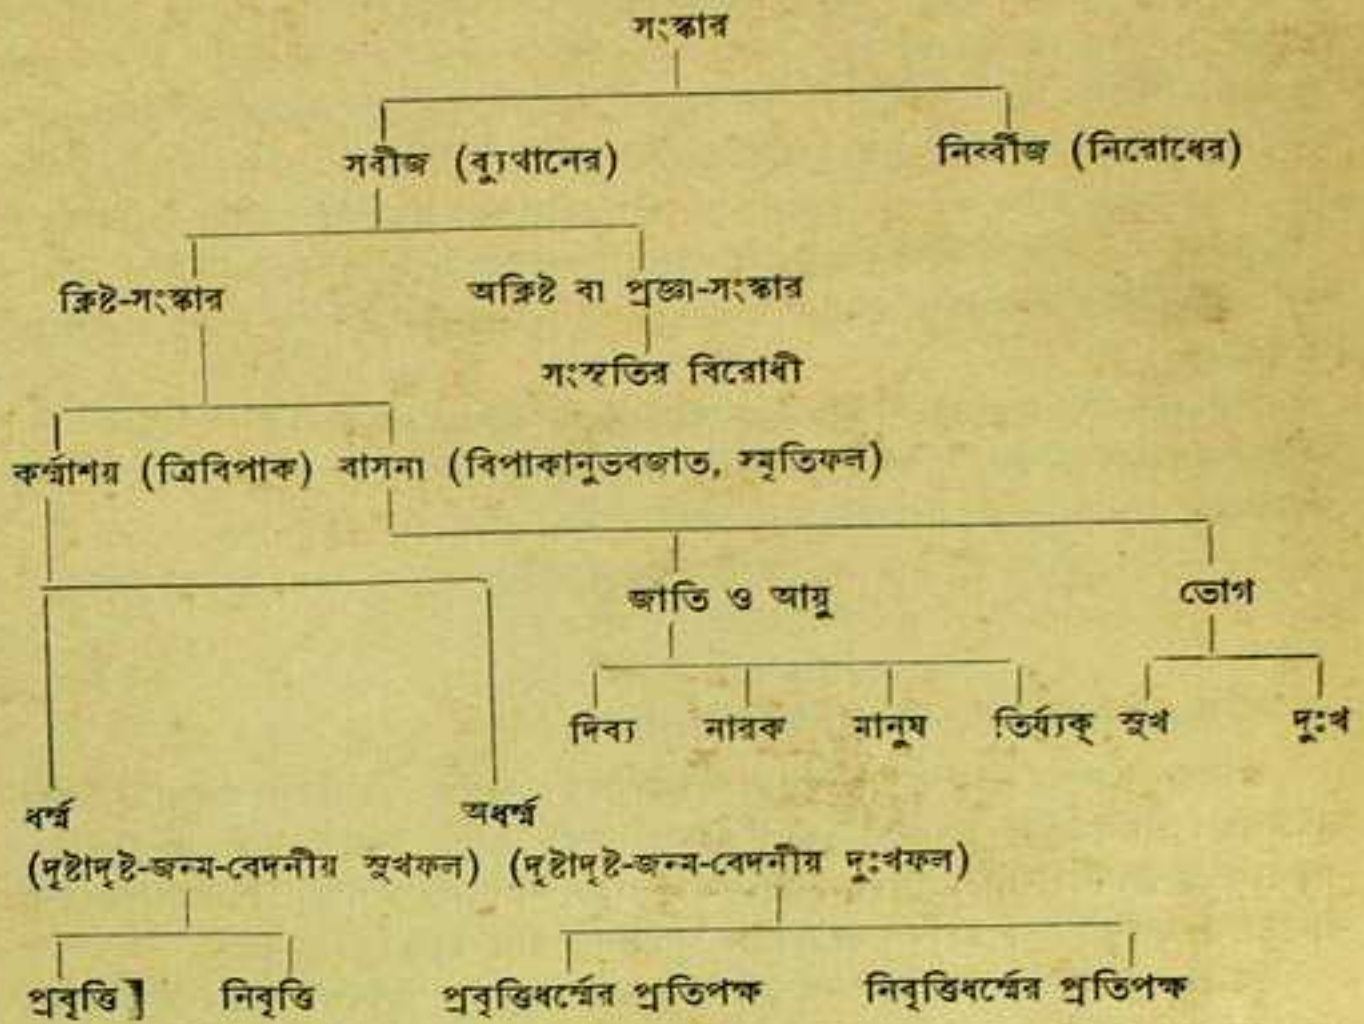 সংস্কার
সবীজ (ব্যুত্থানের) নির্ব্বীজ (নিরোধের)
ক্লিষ্ট-সংস্কার অক্লিষ্ট বা প্রজ্ঞা-সংস্কার
সংসৃতির বিরোধী
কর্ম্মাশয় (ত্রিবিপাক) বাসনা (বিপাকানুভবজাত, স্মৃতিফল)
জাতি ও আয়ু ভোগ
দিব্য নারক মানুষ তির্য্যক্ সুখ দুঃখ
ধর্ম্ম অধর্ম্ম
(দৃষ্টাদৃষ্ট-জন্ম-বেদনীয় সুখফল) (দৃষ্টাদৃষ্ট-জন্ম-বেদনীয় দুঃখফল)
প্রবৃত্তি] নিবৃত্তি প্রবৃত্তিধর্ম্মের প্রতিপক্ষ নিবৃত্তিধর্ম্মের প্রতিপক্ষ